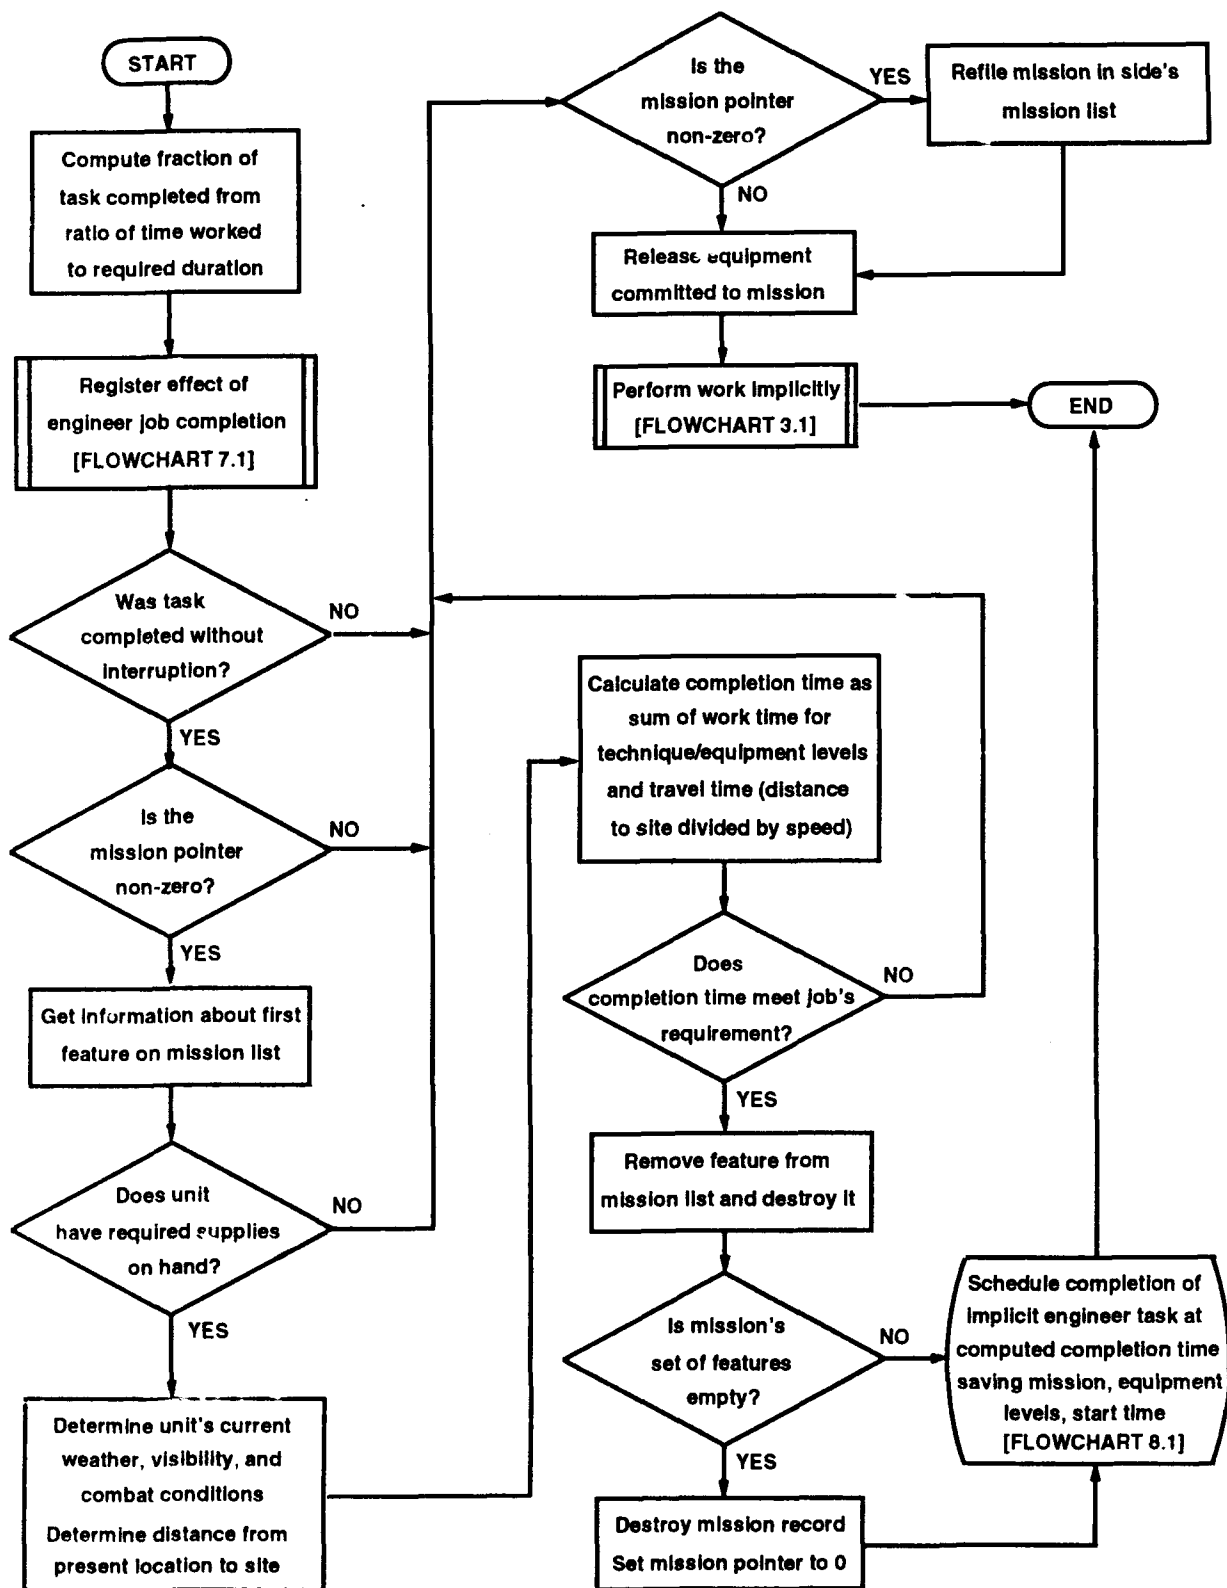 START
Compute fraction of
task completed from
ratio of time worked
to required duration
Register effect of
engineer job completion
[FLOWCHART 7.1]
Was task
completed without
interruption?
NO
YES
Is the
mission pointer
non-zero?
NO
YES
Get information about first
feature on mission list
Does unit
have required supplies
on hand?
NO
YES
Determine unit's current
weather, visibility, and
combat conditions
Determine distance from
present location to site
Calculate completion time as
sum of work time for
technique/equipment levels
and travel time (distance
to site divided by speed)
Does
completion time meet job's
requirement?
NO
YES
Remove feature from
mission list and destroy it
Is mission's
set of features
empty?
NO
YES
Destroy mission record
Set mission pointer to 0
Schedule completion of
implicit engineer task at
computed completion time
saving mission, equipment
levels, start time
[FLOWCHART 8.1]
Is the
mission pointer
non-zero?
YES
NO
Refile mission in side's
mission list
Release equipment
committed to mission
Perform work implicitly
[FLOWCHART 3.1]
END